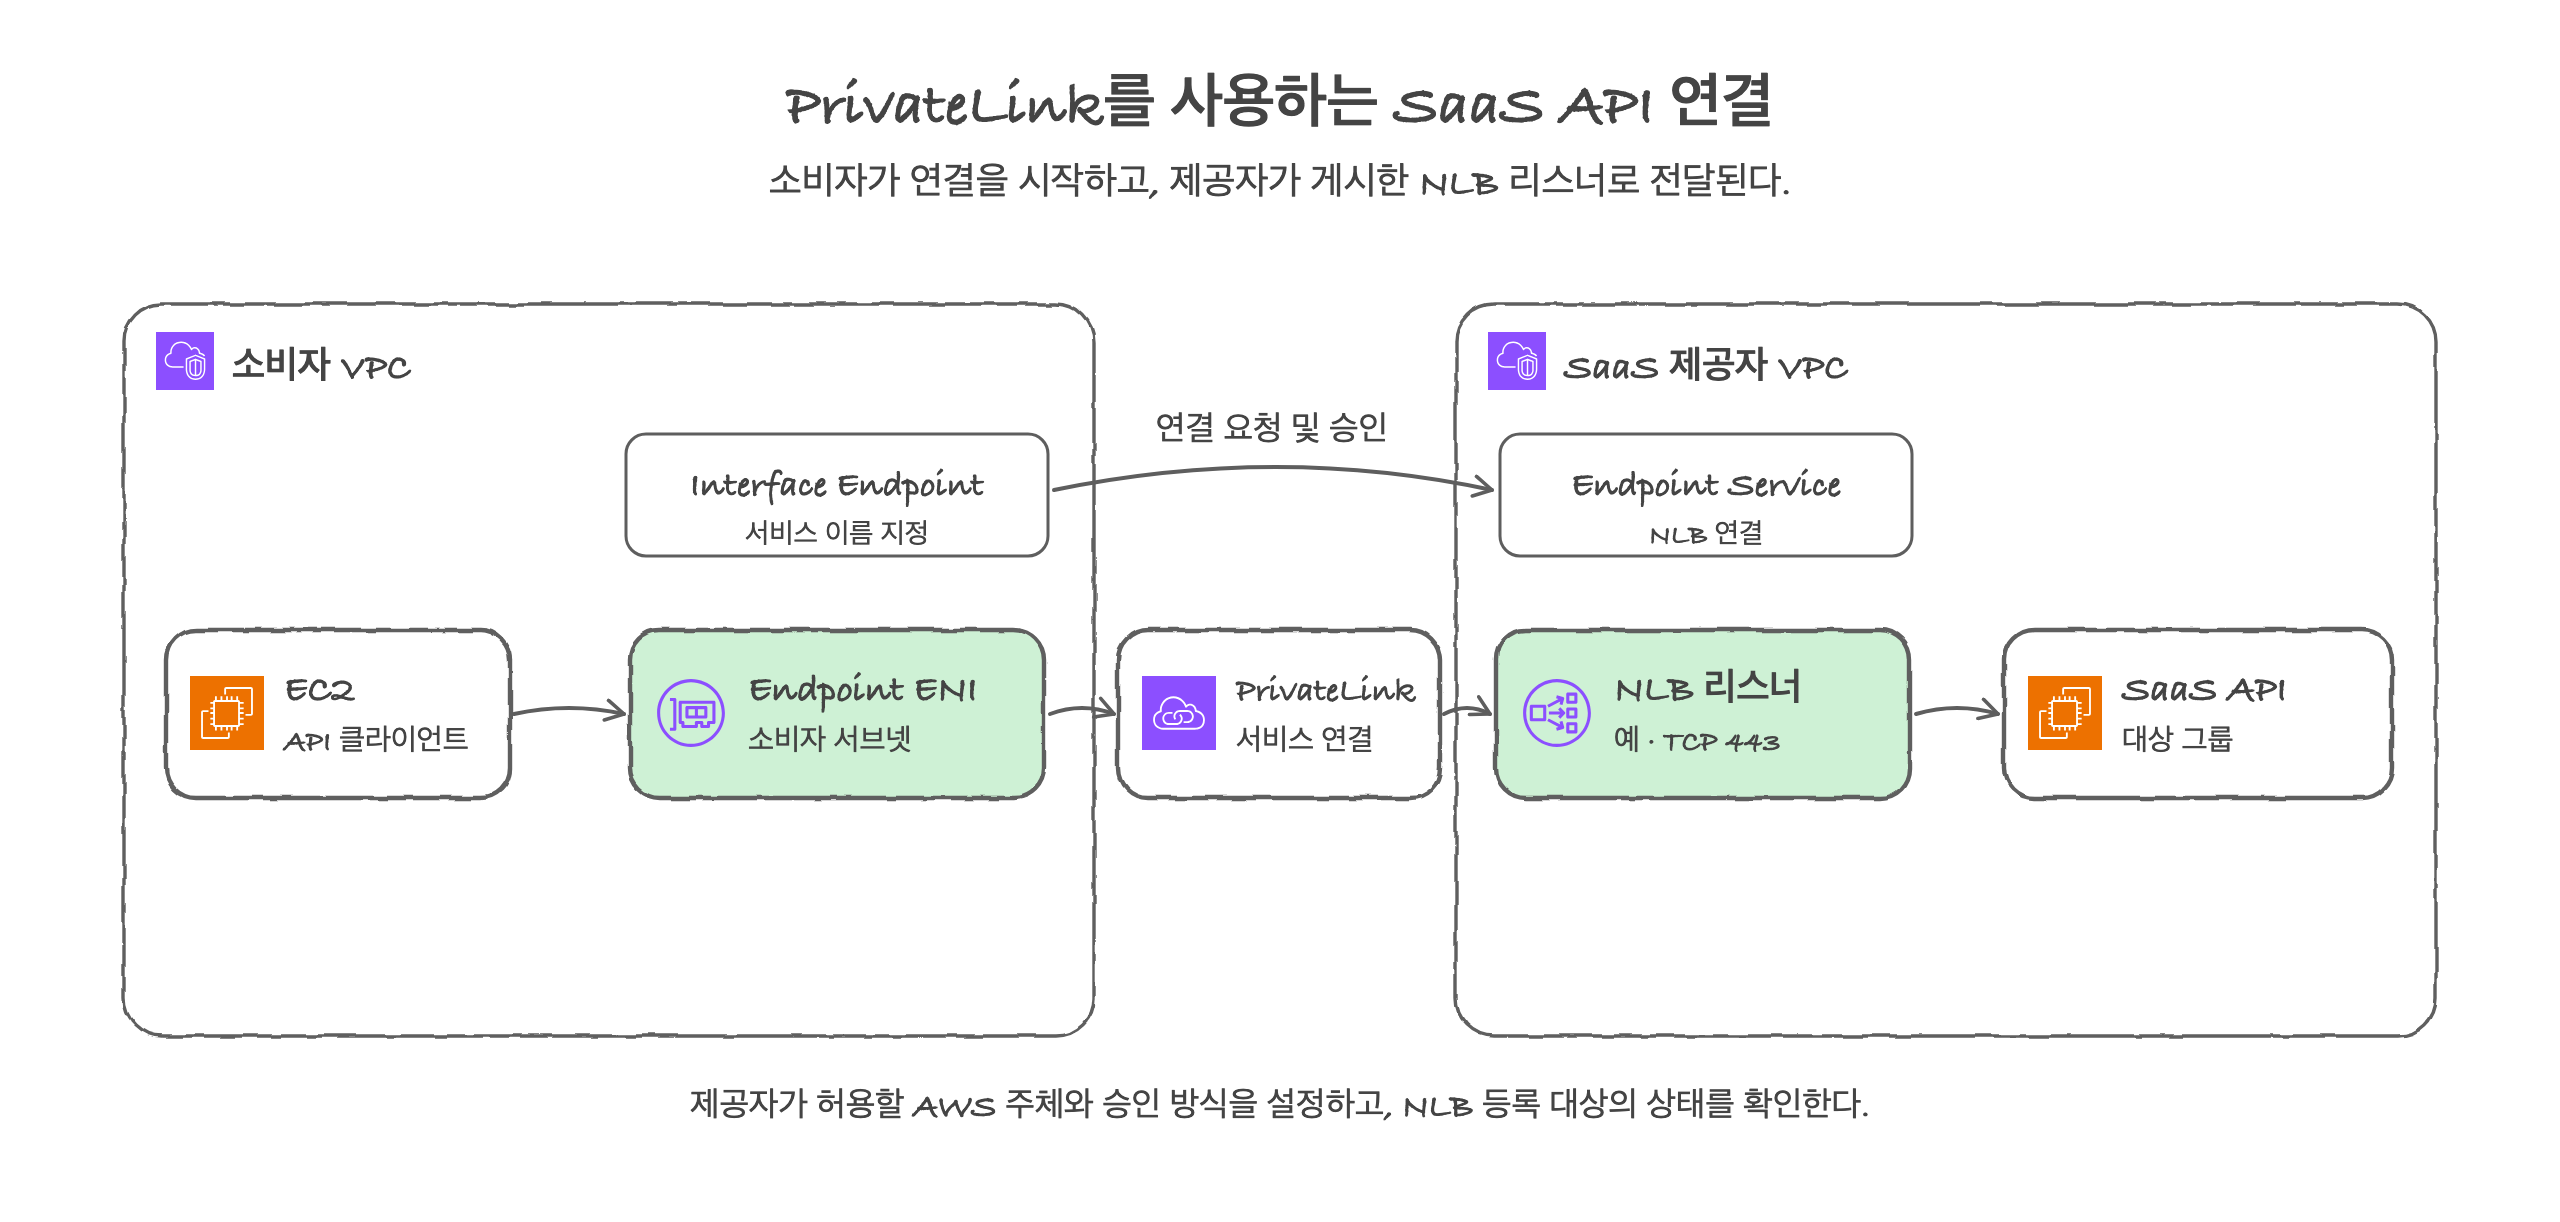 PrivateLink를 사용하는 SaaS API 연결
소비자가 연결을 시작하고, 제공자가 게시한 NLB 리스너로 전달된다.
소비자 VPC
SaaS 제공자 VPC
연결 요청 및 승인
Interface Endpoint
서비스 이름 지정
Endpoint Service
NLB 연결
EC2
API 클라이언트
Endpoint ENI
소비자 서브넷
PrivateLink
서비스 연결
NLB 리스너
예 · TCP 443
SaaS API
대상 그룹
제공자가 허용할 AWS 주체와 승인 방식을 설정하고, NLB 등록 대상의 상태를 확인한다.